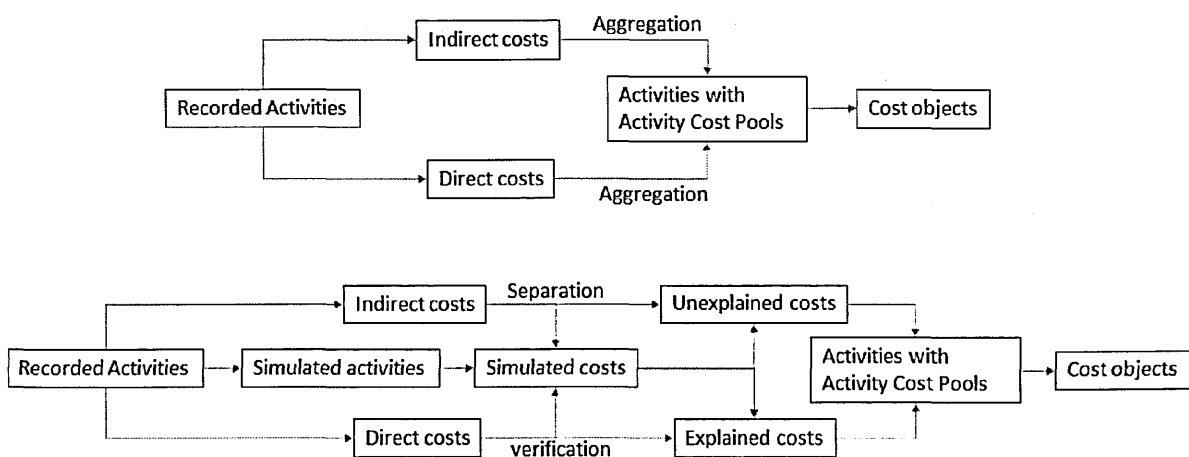 Aggregation
Indirect costs
Recorded Activities
Activities with
Activity Cost Pools
Cost objects
Direct costs
Aggregation
Indirect costs
Separation
Unexplained costs
Recorded Activities
Simulated activities
Simulated costs
Activities with
Activity Cost Pools
Cost objects
Direct costs
verification
Explained costs